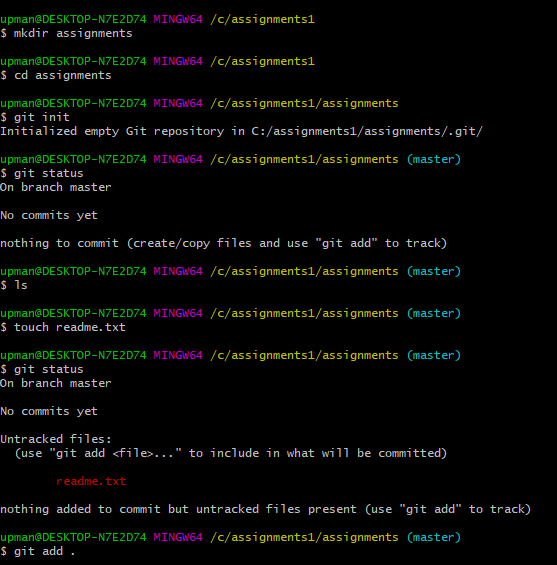 upman@DESKTOP-N7E2D74 MINGW64 /c/assignments1
$ mkdir assignments
upman@DESKTOP-N7E2D74 MINGW64 /c/assignments1
$ cd assignments
upman@DESKTOP-N7E2D74 MINGW64 /c/assignments1/assignments
$ git init
Initialized empty Git repository in C:/assignments1/assignments/.git/
upman@DESKTOP-N7E2D74 MINGW64 /c/assignments1/assignments (master)
$ git status
On branch master
No commits yet
nothing to commit (create/copy files and use "git add" to track)
upman@DESKTOP-N7E2D74 MINGW64 /c/assignments1/assignments (master)
$ ls
upman@DESKTOP-N7E2D74 MINGW64 /c/assignments1/assignments (master)
$ touch readme.txt
upman@DESKTOP-N7E2D74 MINGW64 /c/assignments1/assignments (master)
$ git status
On branch master
No commits yet
Untracked files:
  (use "git add <file>..." to include in what will be committed)
        readme.txt
nothing added to commit but untracked files present (use "git add" to track)
upman@DESKTOP-N7E2D74 MINGW64 /c/assignments1/assignments (master)
$ git add .